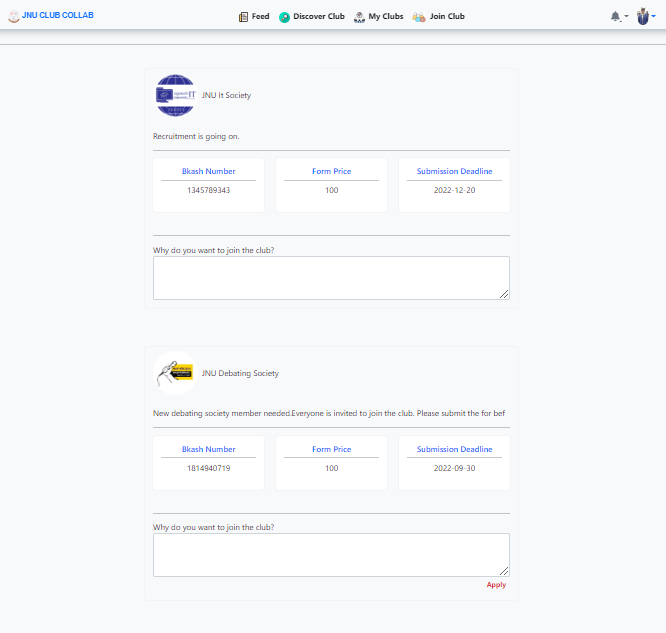 JNU CLUB COLLAB
Feed Discover Club My Clubs Join Club
JNU It Society
Recruitment is going on.
Bkash Number Form Price Submission Deadline
1345789343 100 2022-12-20
Why do you want to join the club?
JNU Debating Society
New debating society member needed.Everyone is invited to join the club. Please submit the for bef
Bkash Number Form Price Submission Deadline
1814940719 100 2022-09-30
Why do you want to join the club?
Apply